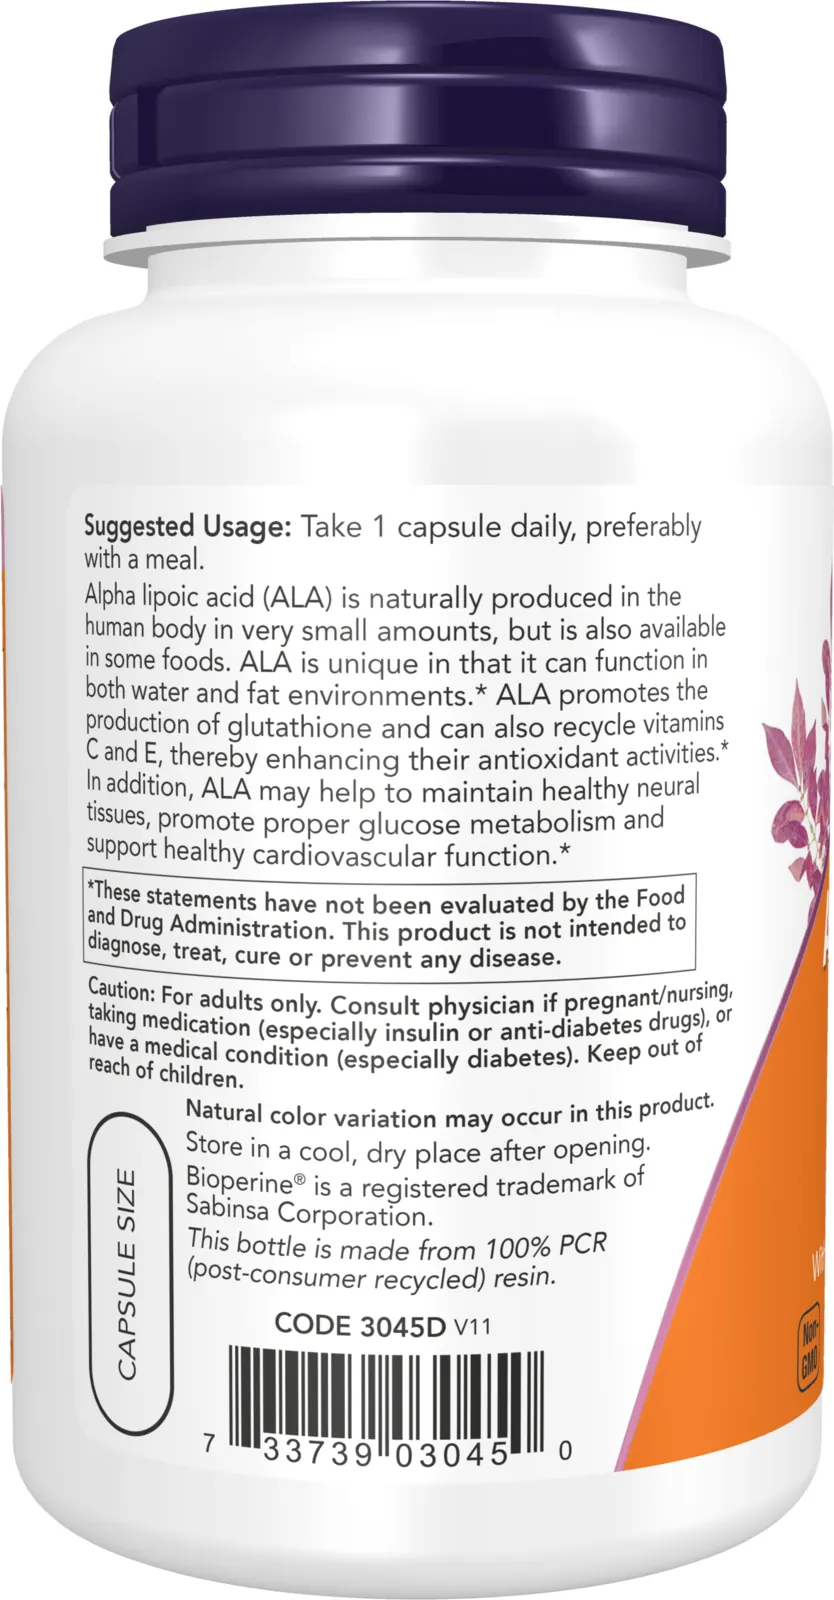 Suggested Usage: Take 1 capsule daily, preferably
with a meal.
Alpha lipoic acid (ALA) is naturally produced in the
human body in very small amounts, but is also available
in some foods. ALA is unique in that it can function in
both water and fat environments.* ALA promotes the
production of glutathione and can also recycle vitamins
C and E, thereby enhancing their antioxidant activities.*
In addition, ALA may help to maintain healthy neural
tissues, promote proper glucose metabolism and
support healthy cardiovascular function.*
*These statements have not been evaluated by the Food
and Drug Administration. This product is not intended to
diagnose, treat, cure or prevent any disease.
Caution: For adults only. Consult physician if pregnant/nursing,
taking medication (especially insulin or anti-diabetes drugs), or
have a medical condition (especially diabetes). Keep out of
reach of children.
Natural color variation may occur in this product.
Store in a cool, dry place after opening.
Bioperine® is a registered trademark of
Sabinsa Corporation.
This bottle is made from 100% PCR
(post-consumer recycled) resin.
CAPSULE SIZE
CODE 3045D V11
7 33739 03045 0
Non-
GMO